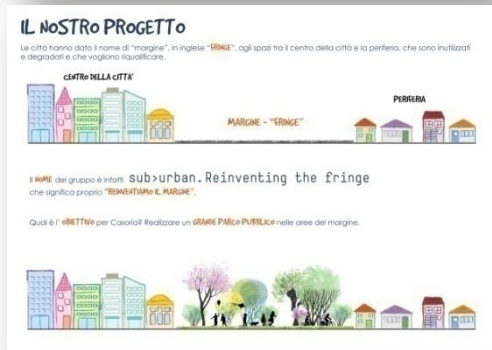 IL NOSTRO PROGETTO
Le città hanno dato il nome di "margine", in inglese "FRINGE", agli spazi tra il centro della città e la periferia, che sono inutilizzati
e degradati e che vogliono riqualificare.
CENTRO DELLA CITTA'
PERIFERIA
MARGINE - "FRINGE"
Il NOME del gruppo è infatti sub>urban. Reinventing the fringe
che significa proprio "REINVENTIAMO IL MARGINE".
Qual è l' OBIETTIVO per Casoria? Realizzare un GRANDE PARCO PUBBLICO nelle aree del margine.